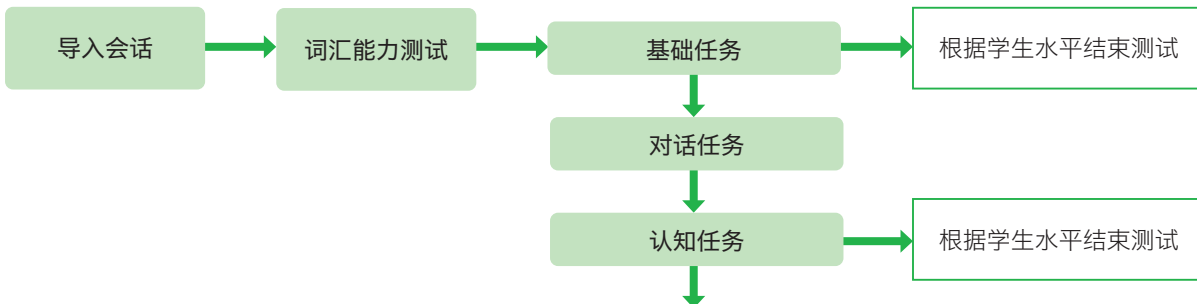 导入会话
词汇能力测试
基础任务
根据学生水平结束测试
对话任务
认知任务
根据学生水平结束测试